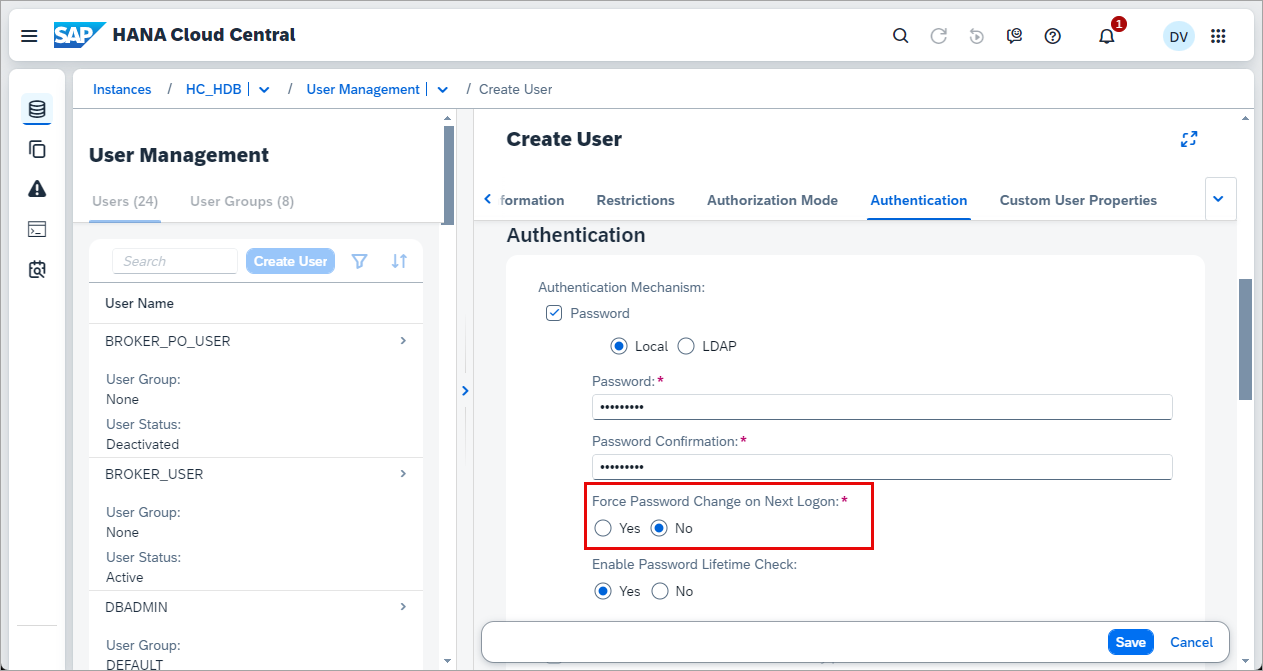 SAP HANA Cloud Central
1
DV
Instances / HC_HDB / User Management / Create User
User Management
Users (24) User Groups (8)
Search Create User
User Name
BROKER_PO_USER
User Group:
None
User Status:
Deactivated
BROKER_USER
User Group:
None
User Status:
Active
DBADMIN
User Group:
DEFAULT
Create User
formation Restrictions Authorization Mode Authentication Custom User Properties
Authentication
Authentication Mechanism:
Password
Local LDAP
Password:*
•••••••••
Password Confirmation:*
•••••••••
Force Password Change on Next Logon:*
Yes No
Enable Password Lifetime Check:
Yes No
Save Cancel